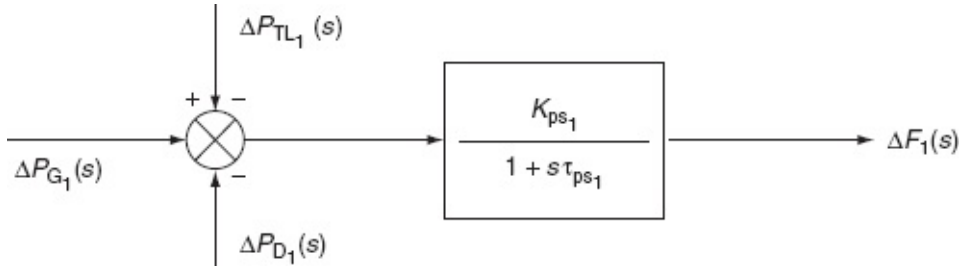 ΔP_TL₁ (s)
+ −
K_ps₁
ΔF₁(s)
1 + sτ_ps₁
ΔP_G₁(s)
−
ΔP_D₁(s)